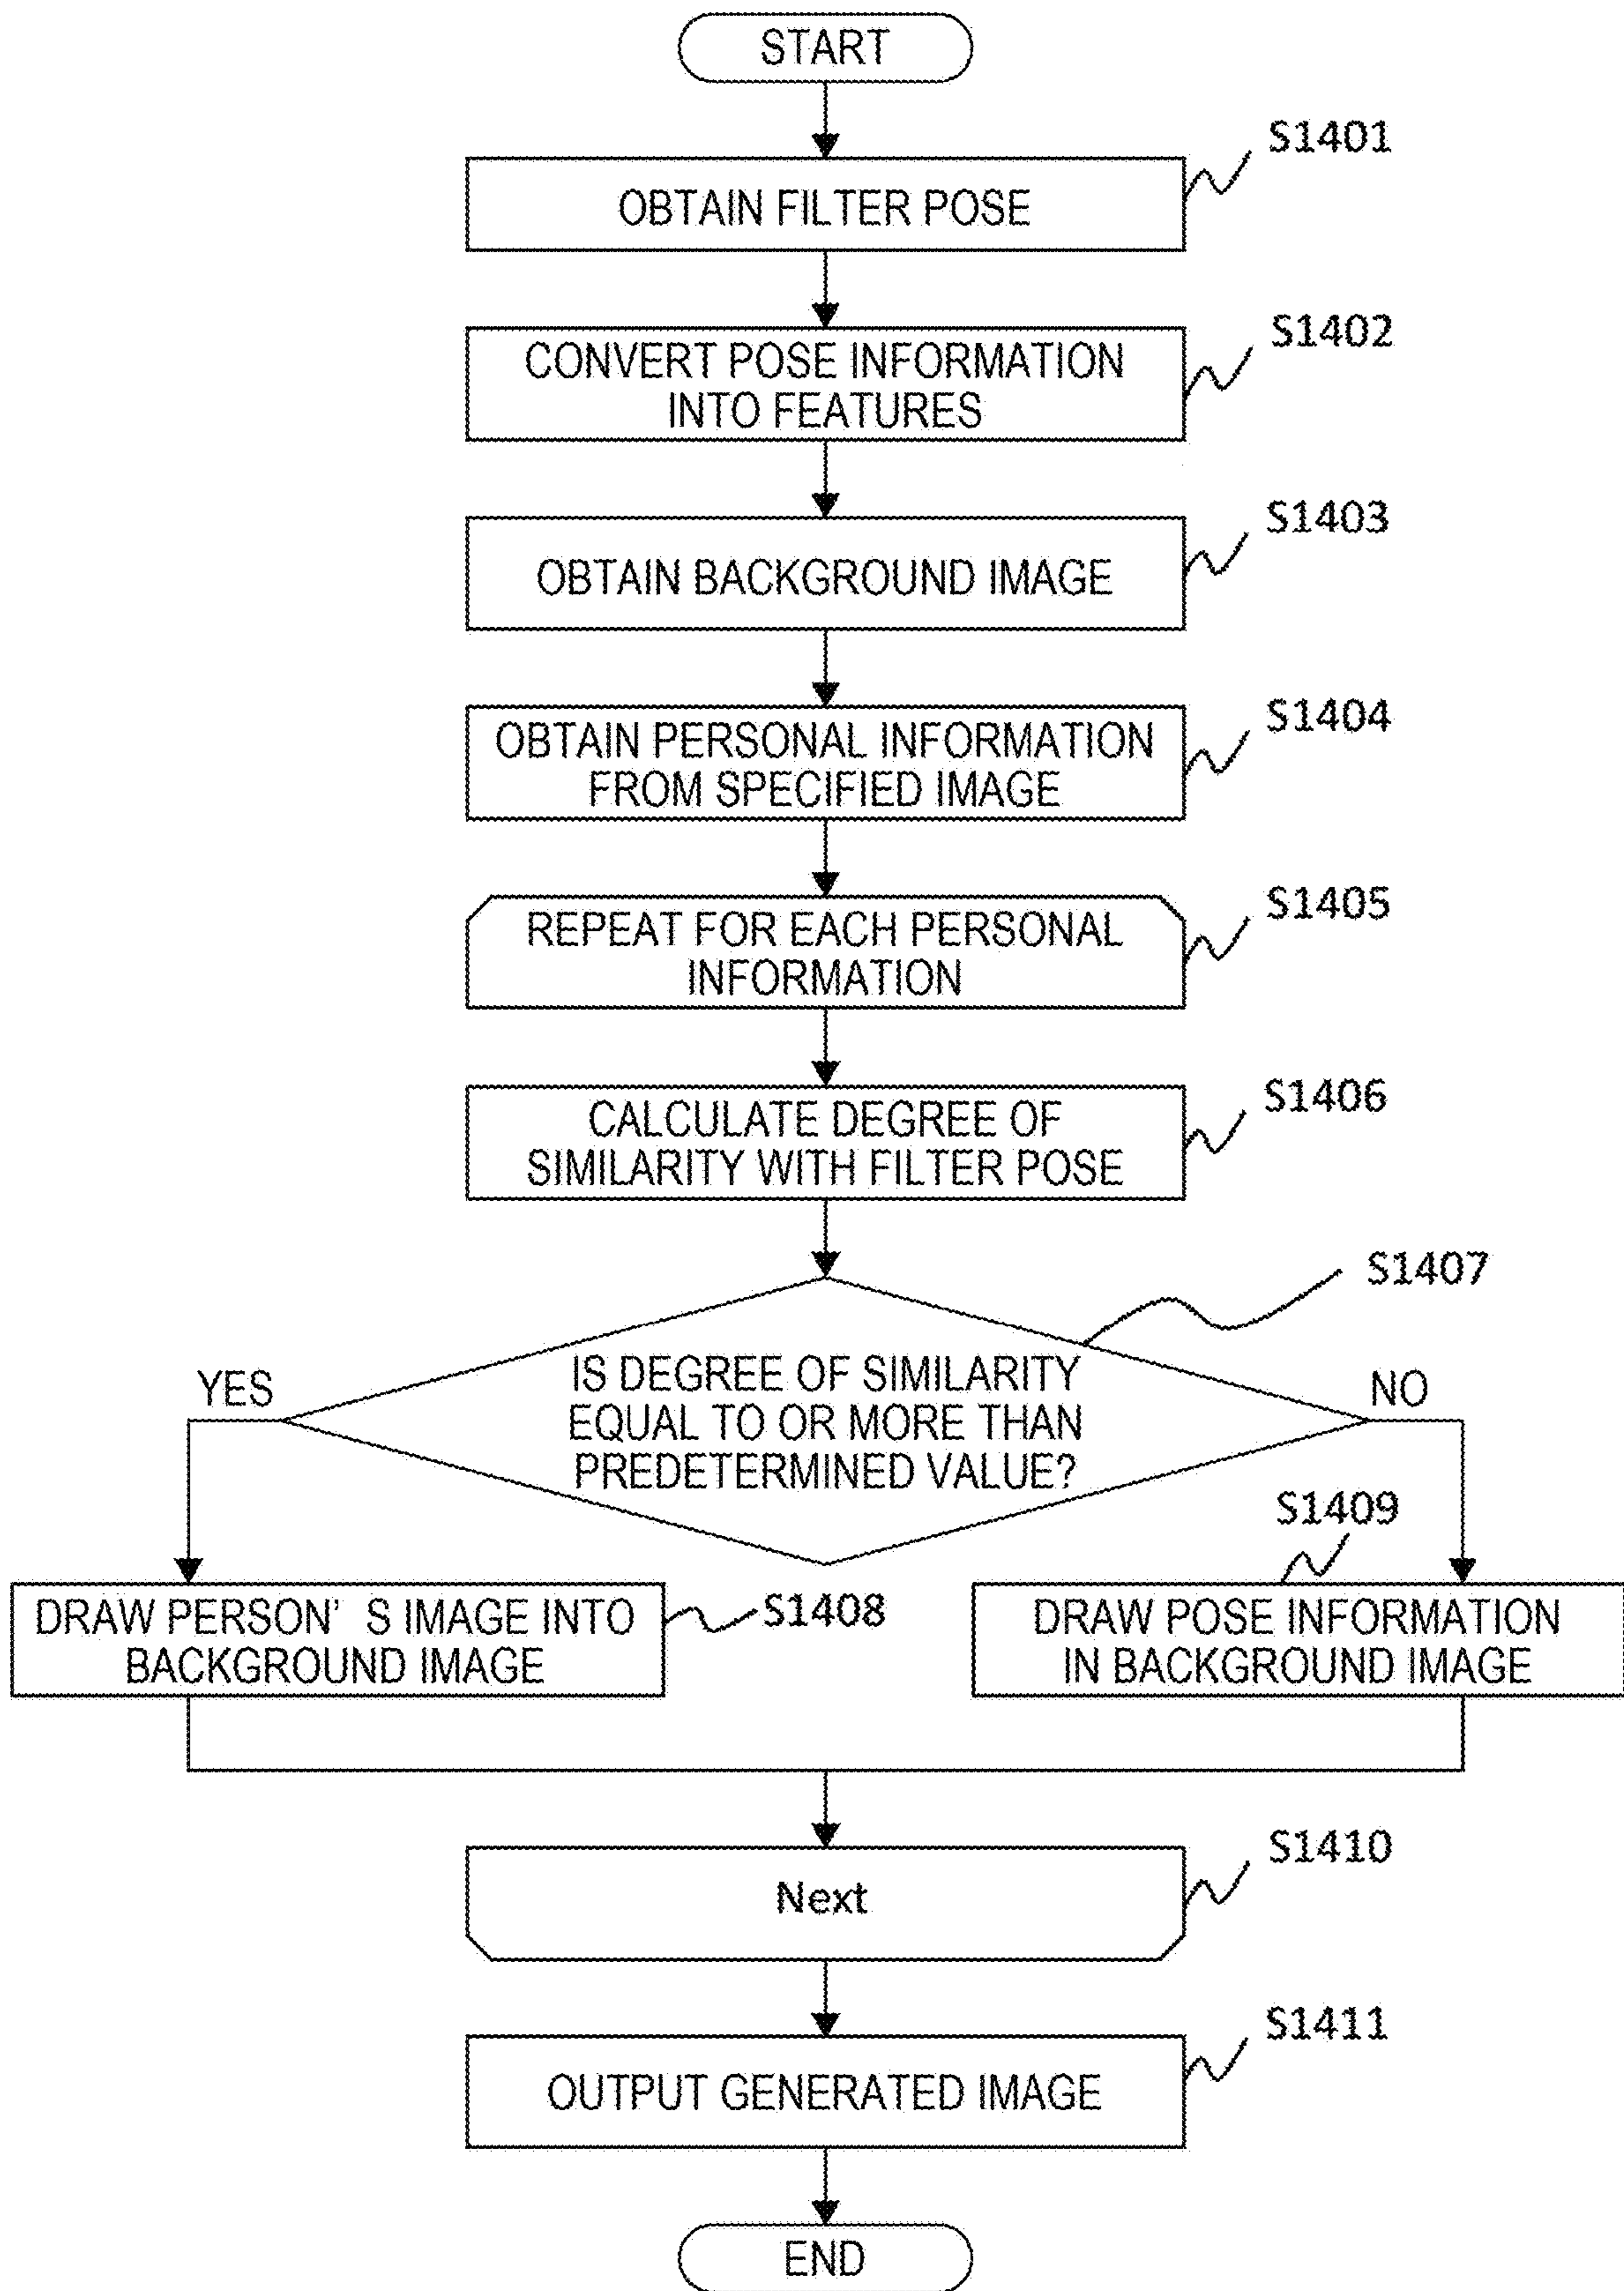 START
S1401
OBTAIN FILTER POSE
S1402
CONVERT POSE INFORMATION
INTO FEATURES
S1403
OBTAIN BACKGROUND IMAGE
S1404
OBTAIN PERSONAL INFORMATION
FROM SPECIFIED IMAGE
S1405
REPEAT FOR EACH PERSONAL
INFORMATION
S1406
CALCULATE DEGREE OF
SIMILARITY WITH FILTER POSE
S1407
IS DEGREE OF SIMILARITY
EQUAL TO OR MORE THAN
PREDETERMINED VALUE?
YES
NO
S1408
DRAW PERSON' S IMAGE INTO
BACKGROUND IMAGE
S1409
DRAW POSE INFORMATION
IN BACKGROUND IMAGE
S1410
Next
S1411
OUTPUT GENERATED IMAGE
END